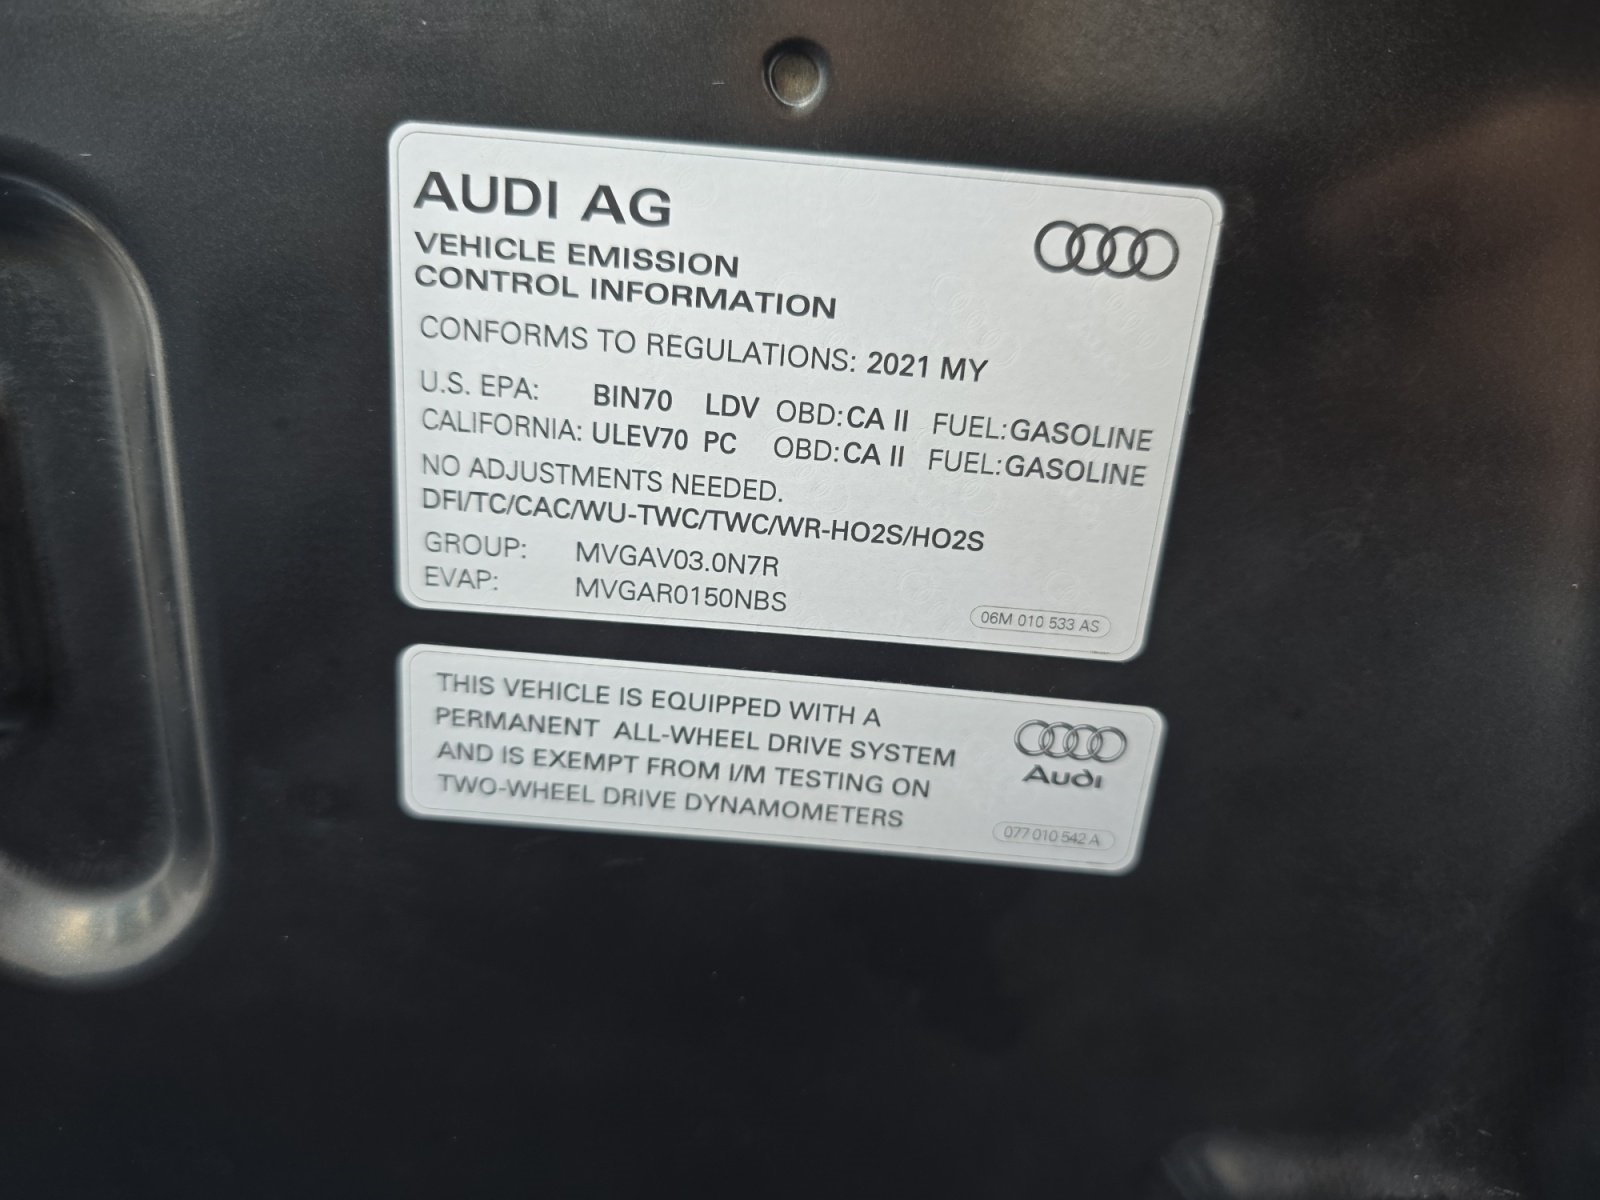 AUDI AG
VEHICLE EMISSION
CONTROL INFORMATION
CONFORMS TO REGULATIONS: 2021 MY
U.S. EPA: BIN70 LDV OBD:CA II FUEL:GASOLINE
CALIFORNIA: ULEV70 PC OBD:CA II FUEL:GASOLINE
NO ADJUSTMENTS NEEDED.
DFI/TC/CAC/WU-TWC/TWC/WR-HO2S/HO2S
GROUP: MVGAV03.0N7R
EVAP: MVGAR0150NBS
06M 010 533 AS
THIS VEHICLE IS EQUIPPED WITH A
PERMANENT ALL-WHEEL DRIVE SYSTEM
AND IS EXEMPT FROM I/M TESTING ON
TWO-WHEEL DRIVE DYNAMOMETERS
Audi
077 010 542 A